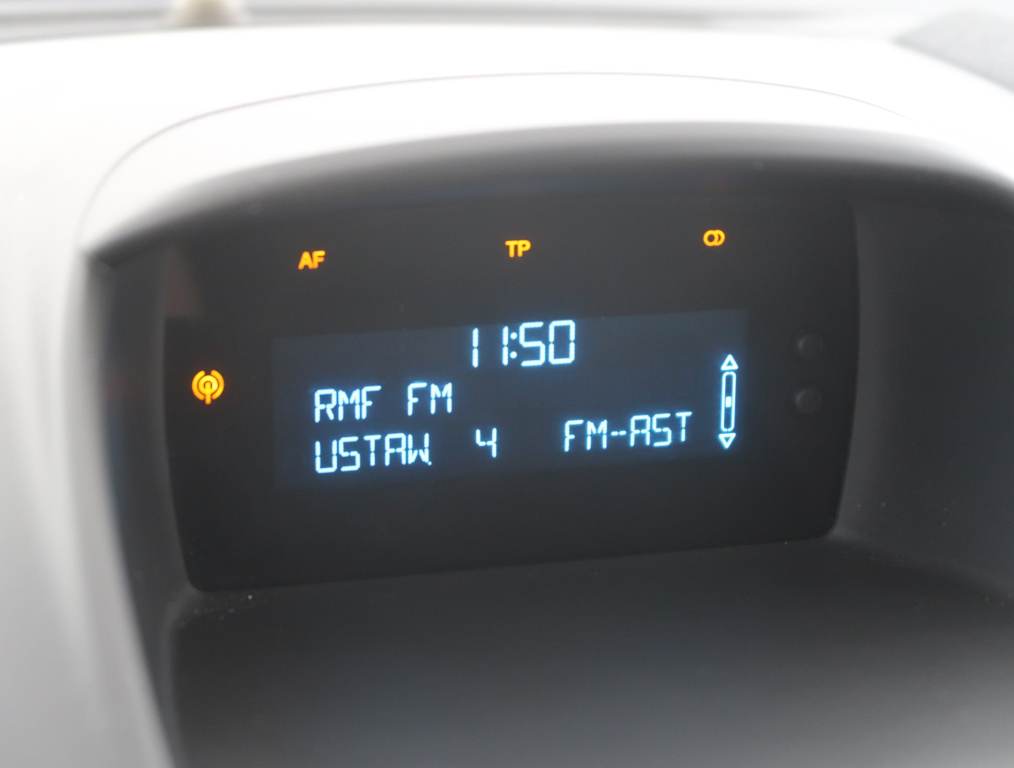 AF TP
11:50
RMF FM
USTAW. 4 FM-AST